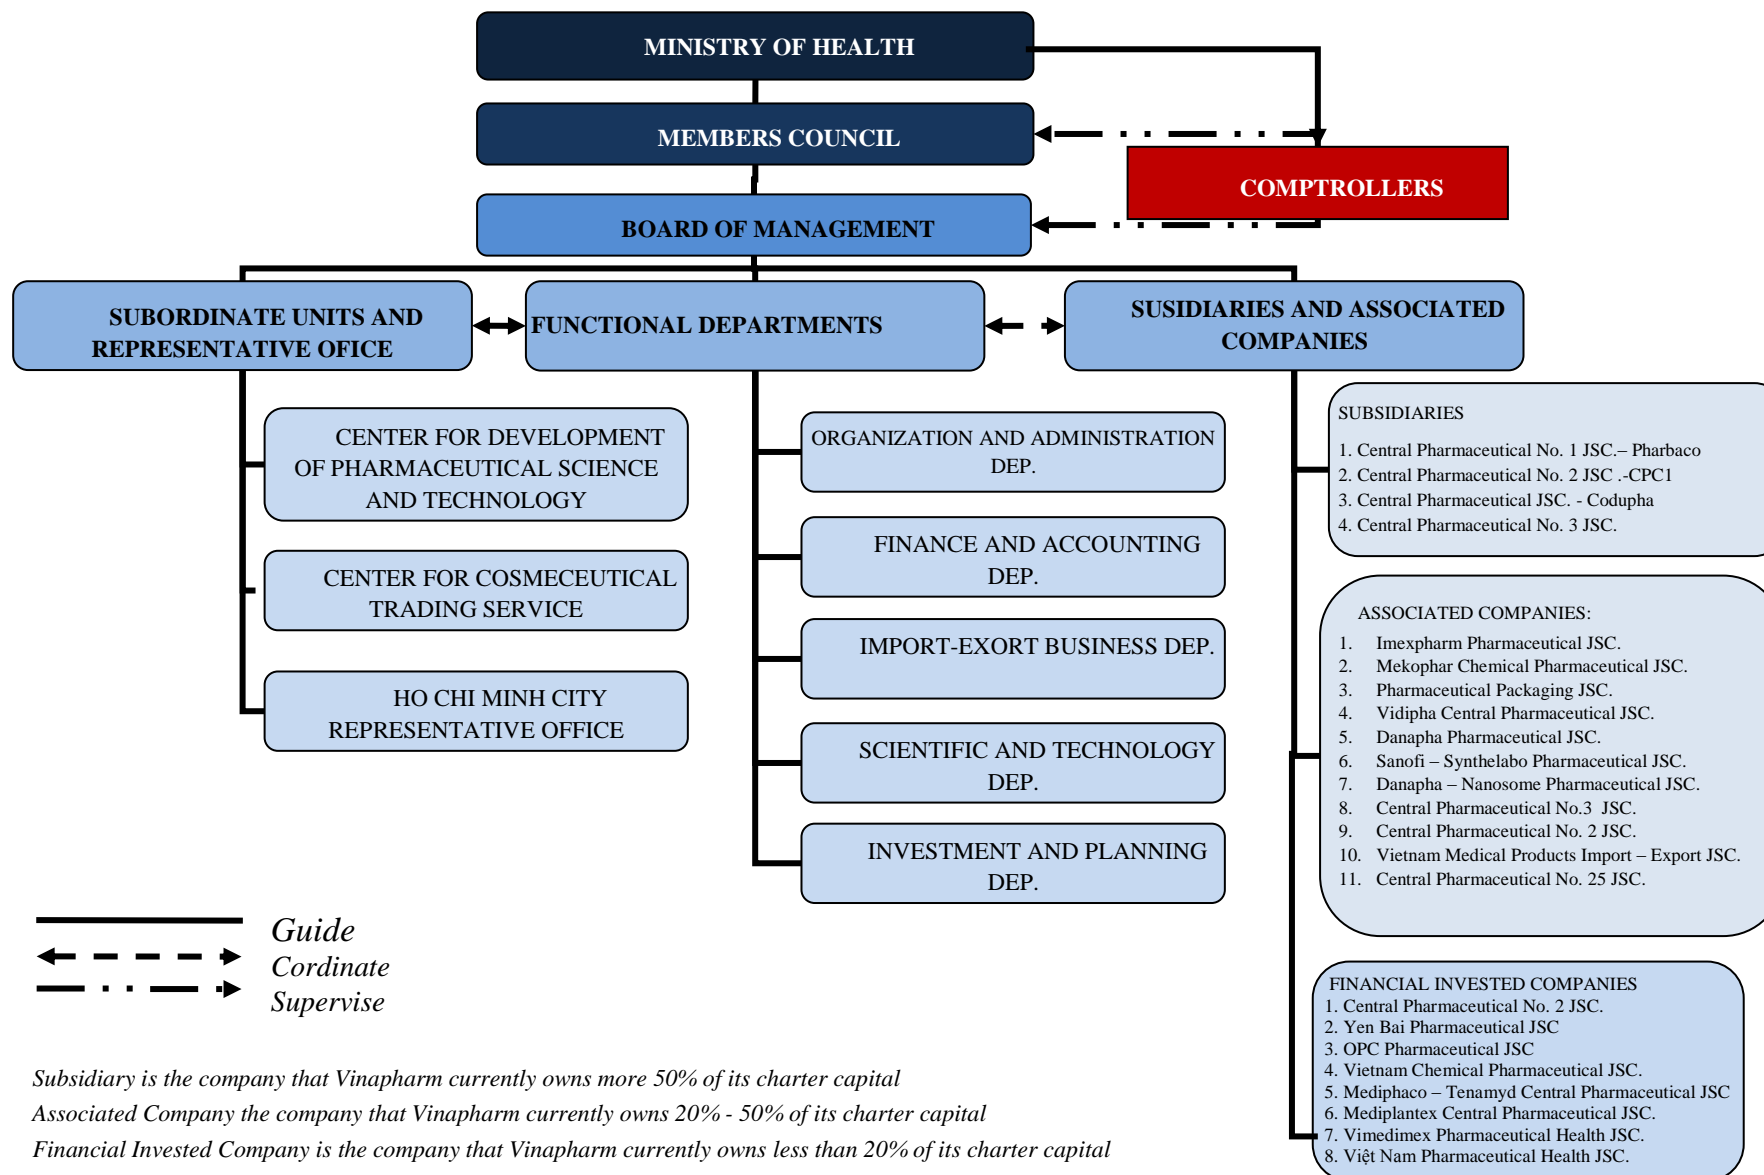 MINISTRY OF HEALTH
MEMBERS COUNCIL
COMPTROLLERS
BOARD OF MANAGEMENT
SUBORDINATE UNITS AND
REPRESENTATIVE OFICE
FUNCTIONAL DEPARTMENTS
SUSIDIARIES AND ASSOCIATED
COMPANIES
CENTER FOR DEVELOPMENT
OF PHARMACEUTICAL SCIENCE
AND TECHNOLOGY
CENTER FOR COSMECEUTICAL
TRADING SERVICE
HO CHI MINH CITY
REPRESENTATIVE OFFICE
ORGANIZATION AND ADMINISTRATION
DEP.
FINANCE AND ACCOUNTING
DEP.
IMPORT-EXORT BUSINESS DEP.
SCIENTIFIC AND TECHNOLOGY
DEP.
INVESTMENT AND PLANNING
DEP.
SUBSIDIARIES
1. Central Pharmaceutical No. 1 JSC.– Pharbaco
2. Central Pharmaceutical No. 2 JSC .-CPC1
3. Central Pharmaceutical JSC. - Codupha
4. Central Pharmaceutical No. 3 JSC.
ASSOCIATED COMPANIES:
1. Imexpharm Pharmaceutical JSC.
2. Mekophar Chemical Pharmaceutical JSC.
3. Pharmaceutical Packaging JSC.
4. Vidipha Central Pharmaceutical JSC.
5. Danapha Pharmaceutical JSC.
6. Sanofi – Synthelabo Pharmaceutical JSC.
7. Danapha – Nanosome Pharmaceutical JSC.
8. Central Pharmaceutical No.3 JSC.
9. Central Pharmaceutical No. 2 JSC.
10. Vietnam Medical Products Import – Export JSC.
11. Central Pharmaceutical No. 25 JSC.
FINANCIAL INVESTED COMPANIES
1. Central Pharmaceutical No. 2 JSC.
2. Yen Bai Pharmaceutical JSC
3. OPC Pharmaceutical JSC
4. Vietnam Chemical Pharmaceutical JSC.
5. Mediphaco – Tenamyd Central Pharmaceutical JSC
6. Mediplantex Central Pharmaceutical JSC.
7. Vimedimex Pharmaceutical Health JSC.
8. Việt Nam Pharmaceutical Health JSC.
Guide
Cordinate
Supervise
Subsidiary is the company that Vinapharm currently owns more 50% of its charter capital
Associated Company the company that Vinapharm currently owns 20% - 50% of its charter capital
Financial Invested Company is the company that Vinapharm currently owns less than 20% of its charter capital